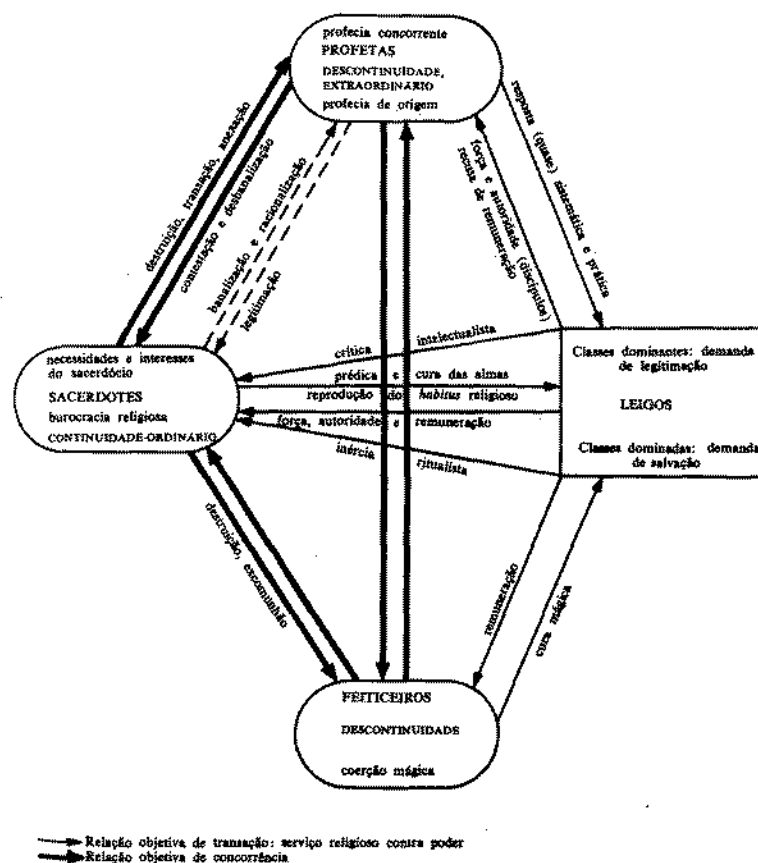 profecia concorrente
PROFETAS
DESCONTINUIDADE,
EXTRAORDINÁRIO
profecia de origem
destruição, transação, anexação
contestação e desbanalização
banalização e racionalização
legitimação
força e autoridade (discípulos)
recusa de remuneração
resposta (quase) sistemática e prática
necessidades e interesses
do sacerdócio
SACERDOTES
burocracia religiosa
CONTINUIDADE-ORDINÁRIO
crítica intelectualista
prédica e cura das almas
reprodução do habitus religioso
força, autoridade e remuneração
inércia ritualista
Classes dominantes: demanda
de legitimação
LEIGOS
Classes dominadas: demanda
de salvação
destruição, excomunhão
remuneração
cura mágica
FEITICEIROS
DESCONTINUIDADE
coerção mágica
Relação objetiva de transação: serviço religioso contra poder
Relação objetiva de concorrência